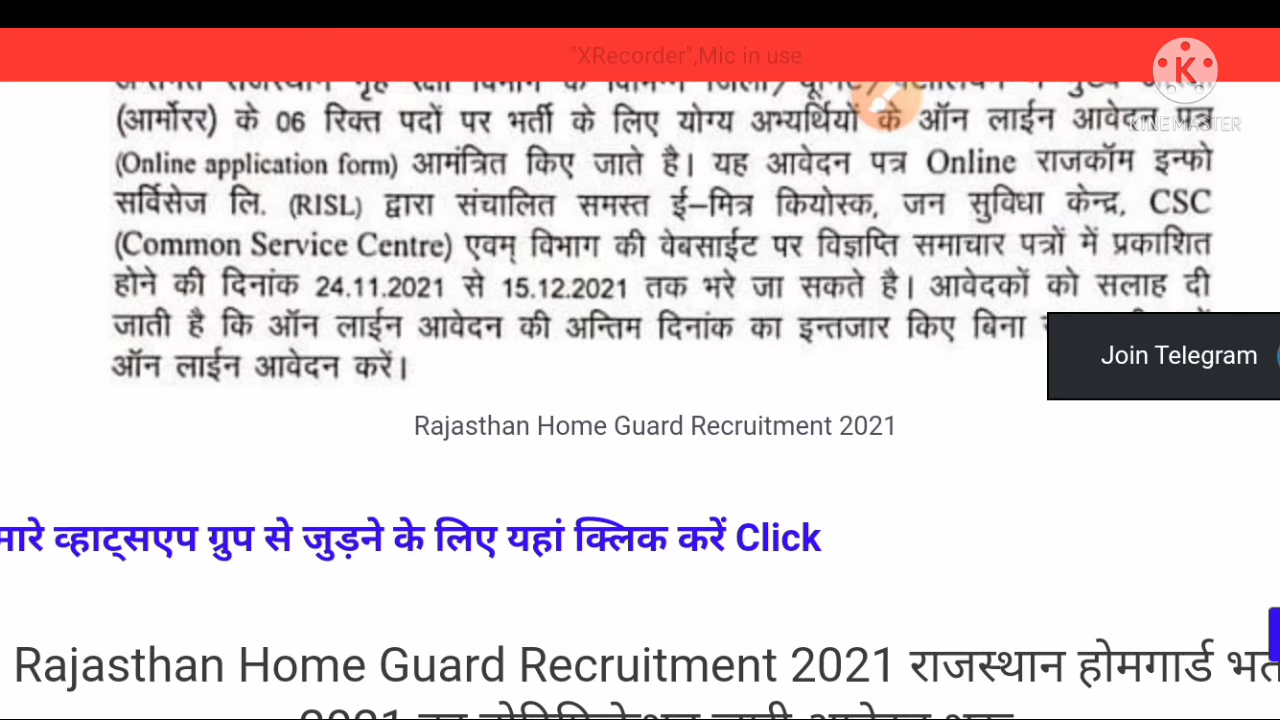 "XRecorder",Mic in use
KINEMASTER
(आर्मोरर) के 06 रिक्त पदों पर भर्ती के लिए योग्य अभ्यर्थियों के ऑन लाईन आवेदन पत्र
(Online application form) आमंत्रित किए जाते है। यह आवेदन पत्र Online राजकॉम इन्फो
सर्विसेज लि. (RISL) द्वारा संचालित समस्त ई–मित्र कियोस्क, जन सुविधा केन्द्र, CSC
(Common Service Centre) एवम् विभाग की वेबसाईट पर विज्ञप्ति समाचार पत्रों में प्रकाशित
होने की दिनांक 24.11.2021 से 15.12.2021 तक भरे जा सकते है। आवेदकों को सलाह दी
जाती है कि ऑन लाईन आवेदन की अन्तिम दिनांक का इन्तजार किए बिना
ऑन लाईन आवेदन करें।
Join Telegram
Rajasthan Home Guard Recruitment 2021
व्हाट्सएप ग्रुप से जुड़ने के लिए यहां क्लिक करें Click
Rajasthan Home Guard Recruitment 2021 राजस्थान होमगार्ड